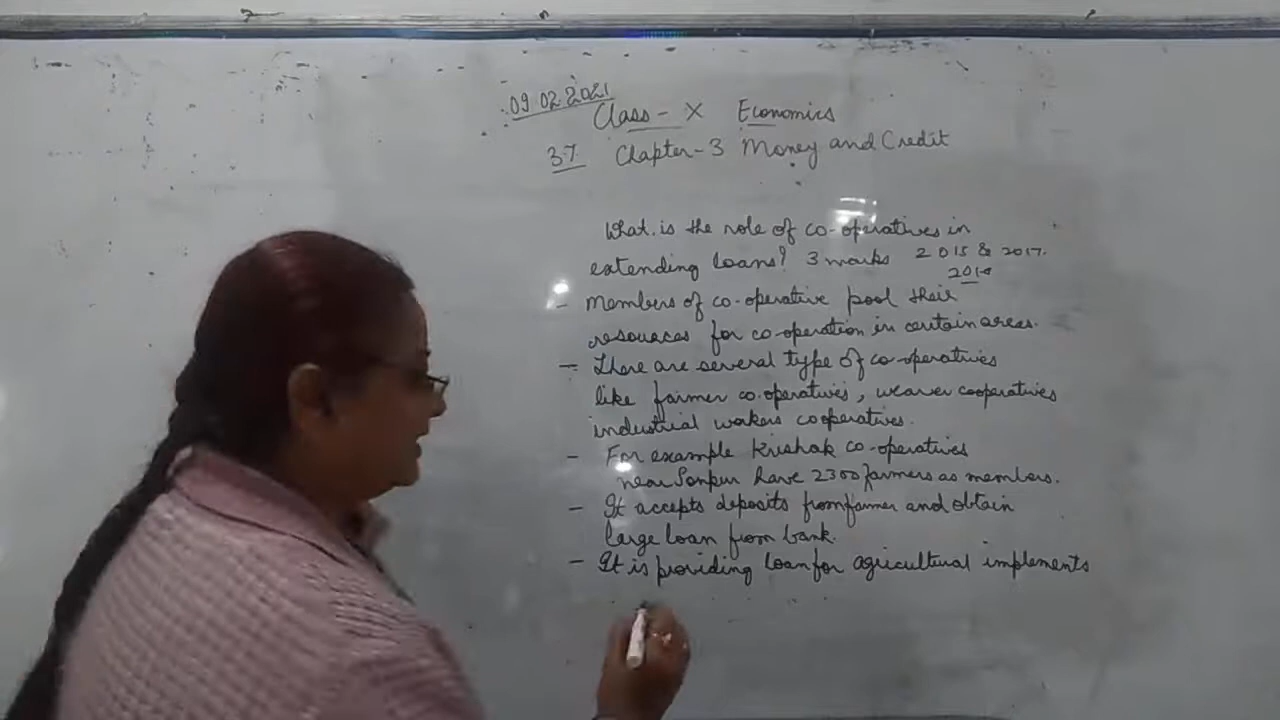 09.02.2021
Class - X Economics
37. Chapter-3 Money and Credit
What is the role of co-operatives in
extending loans? 3 marks 2015 & 2017.
- Members of co-operative pool their
resources for co-operation in certain areas.
- There are several type of co-operatives
like farmer co.operatives, weaver cooperatives
industrial workers cooperatives.
- For example Krishak co-operatives
near Sonpur have 2300 farmers as members.
- It accepts deposits from farmer and obtain
large loan from bank.
- It is providing loan for agricultural implements